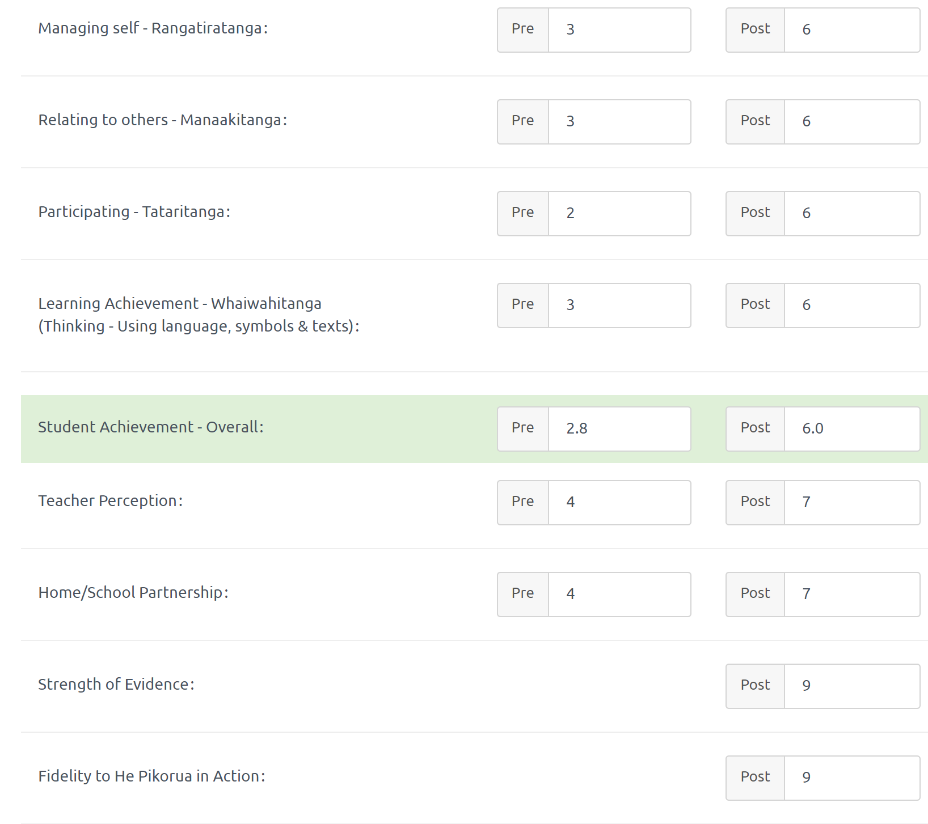 Managing self - Rangatiratanga: Pre 3 Post 6
Relating to others - Manaakitanga: Pre 3 Post 6
Participating - Tataritanga: Pre 2 Post 6
Learning Achievement - Whaiwahitanga Pre 3 Post 6
(Thinking - Using language, symbols & texts):
Student Achievement - Overall: Pre 2.8 Post 6.0
Teacher Perception: Pre 4 Post 7
Home/School Partnership: Pre 4 Post 7
Strength of Evidence: Post 9
Fidelity to He Pikorua in Action: Post 9